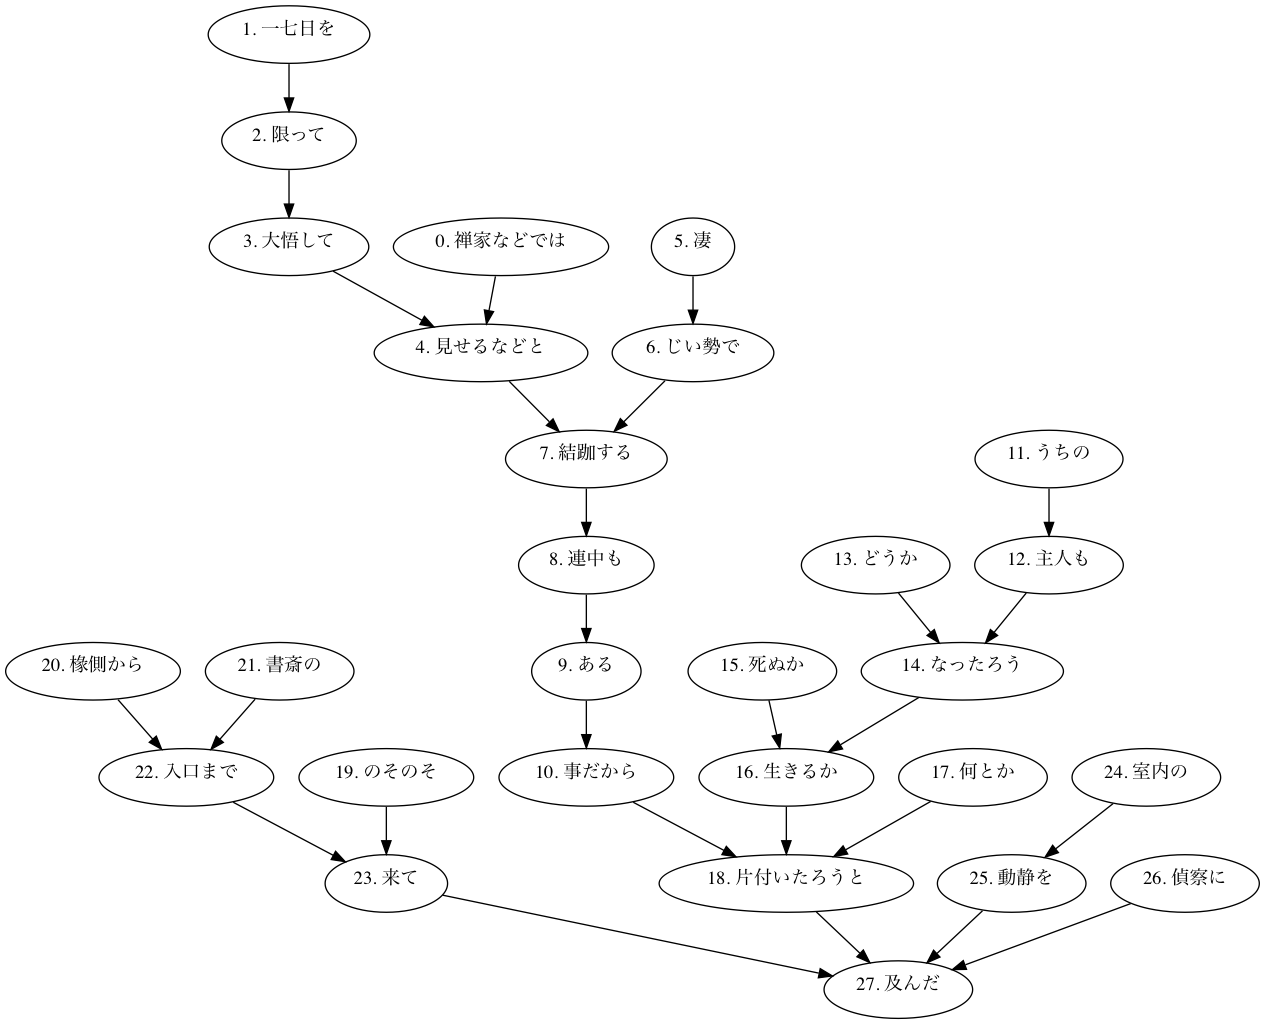 1. 一七日を
2. 限って
3. 大悟して
0. 禅家などでは
5. 凄
4. 見せるなどと
6. じい勢で
7. 結跏する
11. うちの
8. 連中も
13. どうか
12. 主人も
20. 椽側から
21. 書斎の
9. ある
15. 死ぬか
14. なったろう
22. 入口まで
19. のそのそ
10. 事だから
16. 生きるか
17. 何とか
24. 室内の
23. 来て
18. 片付いたろうと
25. 動静を
26. 偵察に
27. 及んだ